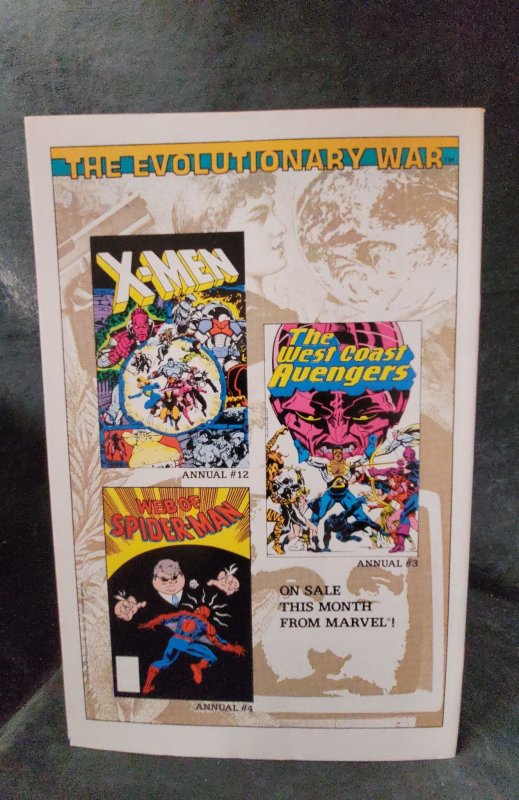 THE EVOLUTIONARY WAR™
X-MEN
ANNUAL #12
The
West Coast
Avengers
ANNUAL #3
WEB OF
SPIDER-MAN
ANNUAL #4
ON SALE
THIS MONTH
FROM MARVEL®!